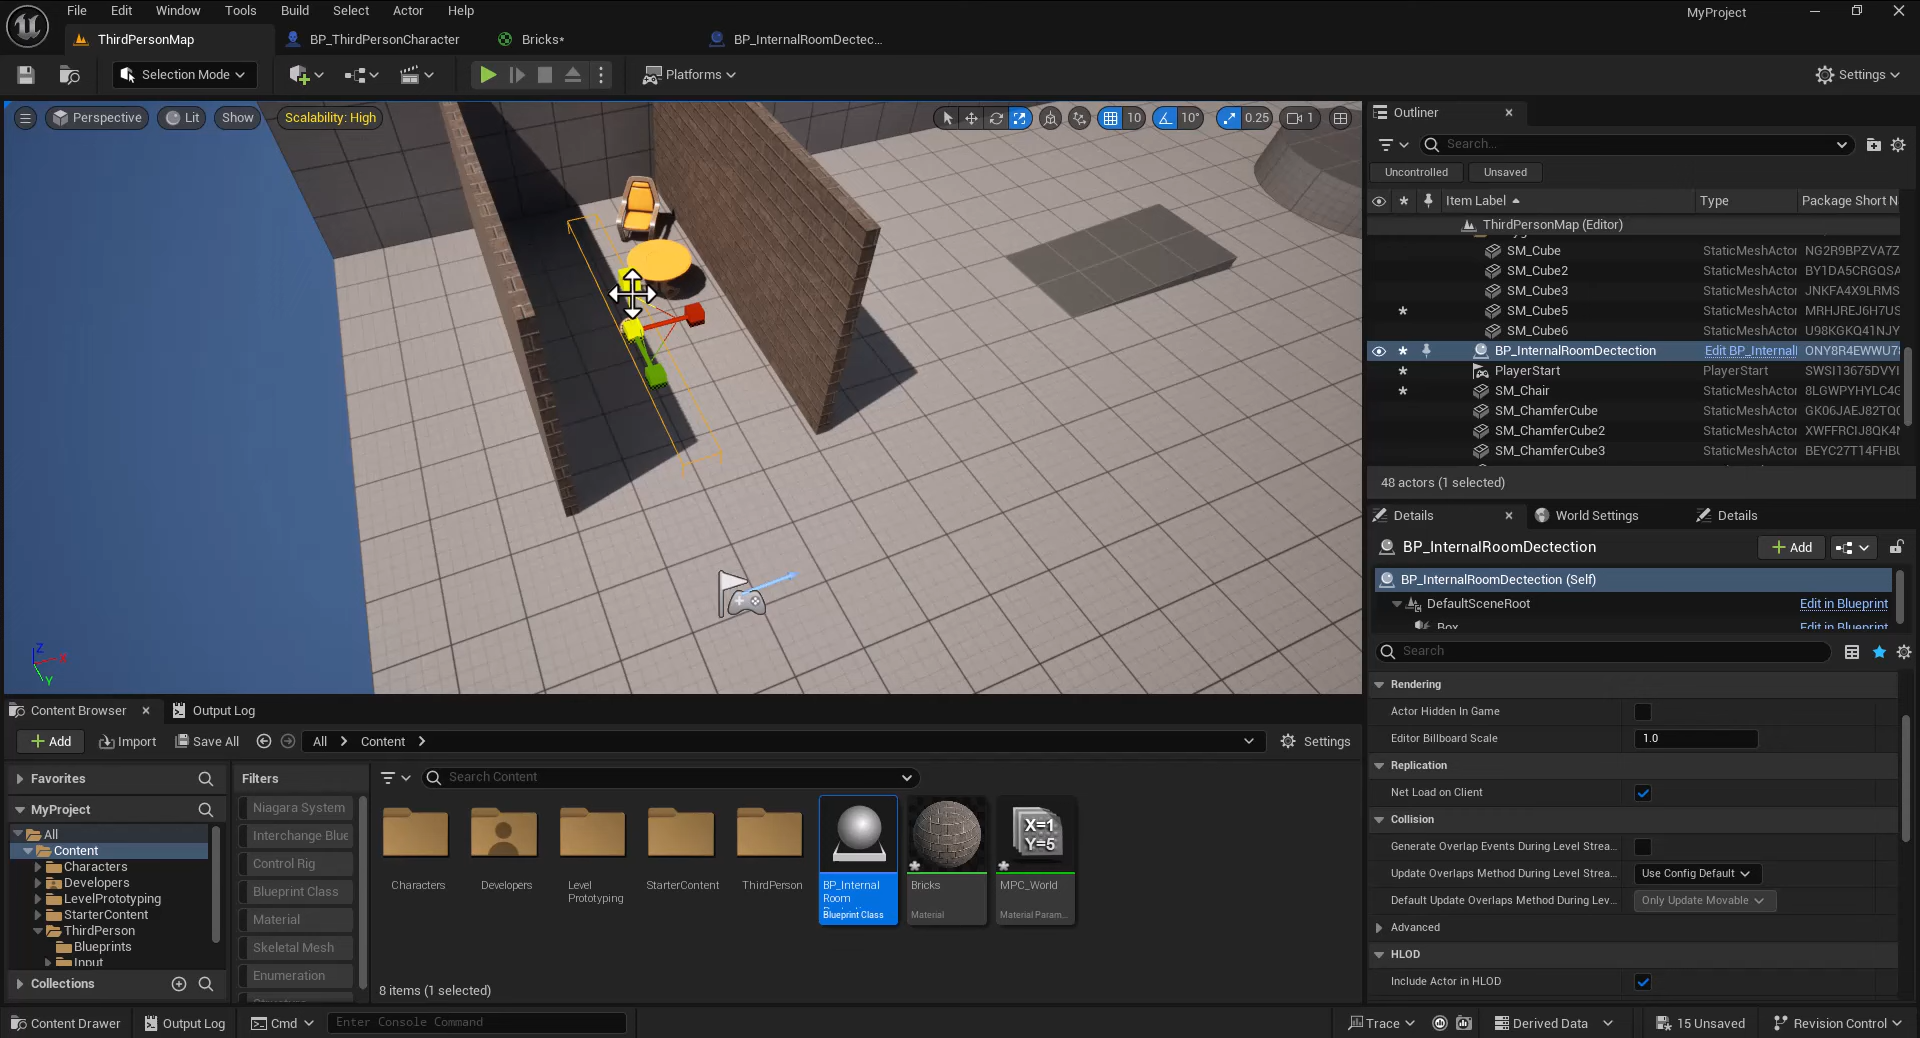 File Edit Window Tools Build Select Actor Help
MyProject
ThirdPersonMap
BP_ThirdPersonCharacter
Bricks*
BP_InternalRoomDectec...
Selection Mode
Platforms
Settings
Perspective
Lit
Show
Scalability: High
10
10°
0.25
1
Z
X
Y
Outliner
Search...
Uncontrolled
Unsaved
Item Label Type Package Short N
ThirdPersonMap (Editor)
SM_Cube StaticMeshActor NG2R9BPZVA7Z
SM_Cube2 StaticMeshActor BY1DA5CRGQSA
SM_Cube3 StaticMeshActor JNKFA4X9LRMS
SM_Cube5 StaticMeshActor MRHJREJ6H7US
SM_Cube6 StaticMeshActor U98KGKQ41NJY
BP_InternalRoomDectection Edit BP_Internal ONY8R4EWWU7
PlayerStart PlayerStart SWSI13675DVYI
SM_Chair StaticMeshActor 8LGWPYHYLC4G
SM_ChamferCube StaticMeshActor GK06JAEJ82TQ
SM_ChamferCube2 StaticMeshActor XWFFRCIJ8QK4
SM_ChamferCube3 StaticMeshActor BEYC27T14FHBU
48 actors (1 selected)
Details
World Settings
Details
BP_InternalRoomDectection
Add
BP_InternalRoomDectection (Self)
DefaultSceneRoot Edit in Blueprint
Box Edit in Blueprint
Search
Rendering
Actor Hidden In Game
Editor Billboard Scale 1.0
Replication
Net Load on Client
Collision
Generate Overlap Events During Level Strea...
Update Overlaps Method During Level Strea... Use Config Default
Default Update Overlaps Method During Lev... Only Update Movable
Advanced
HLOD
Include Actor in HLOD
Content Browser
Output Log
Add
Import
Save All
All
Content
Settings
Favorites
MyProject
All
Content
Characters
Developers
LevelPrototyping
StarterContent
ThirdPerson
Blueprints
Input
Collections
Filters
Niagara System
Interchange Blue
Control Rig
Blueprint Class
Material
Skeletal Mesh
Enumeration
Search Content
Characters
Developers
Level
Prototyping
StarterContent
ThirdPerson
BP_Internal
Room
Blueprint Class
Bricks
Material
X=1
Y=5
MPC_World
Material Param...
8 items (1 selected)
Content Drawer
Output Log
Cmd
Enter Console Command
Trace
Derived Data
15 Unsaved
Revision Control